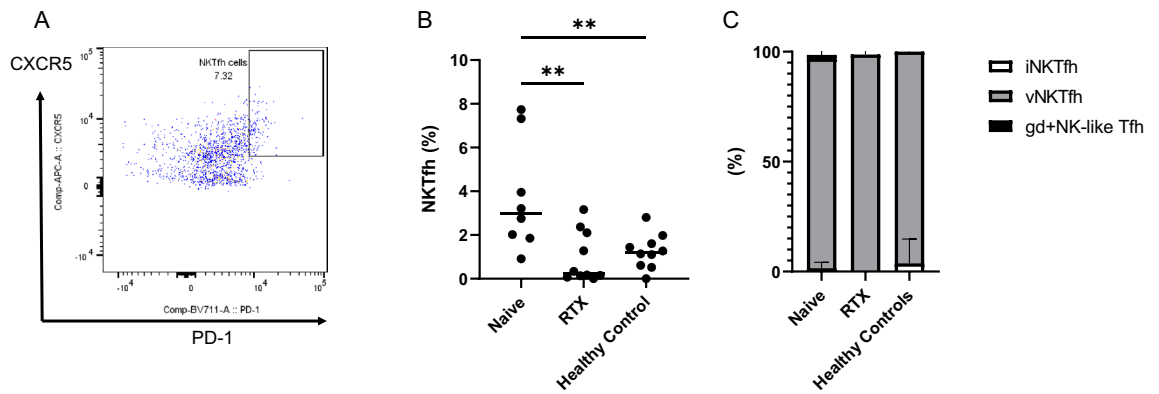 A
CXCR5
NKTfh cells
7.32
10^5
10^4
0
-10^4
Comp-APC-A :: CXCR5
-10^4
0
10^4
10^5
Comp-BV711-A :: PD-1
PD-1
B
**
**
10
8
6
4
2
0
NKTfh (%)
Naive
RTX
Healthy Control
C
100
50
0
(%)
Naive
RTX
Healthy Controls
iNKTfh
vNKTfh
gd+NK-like Tfh